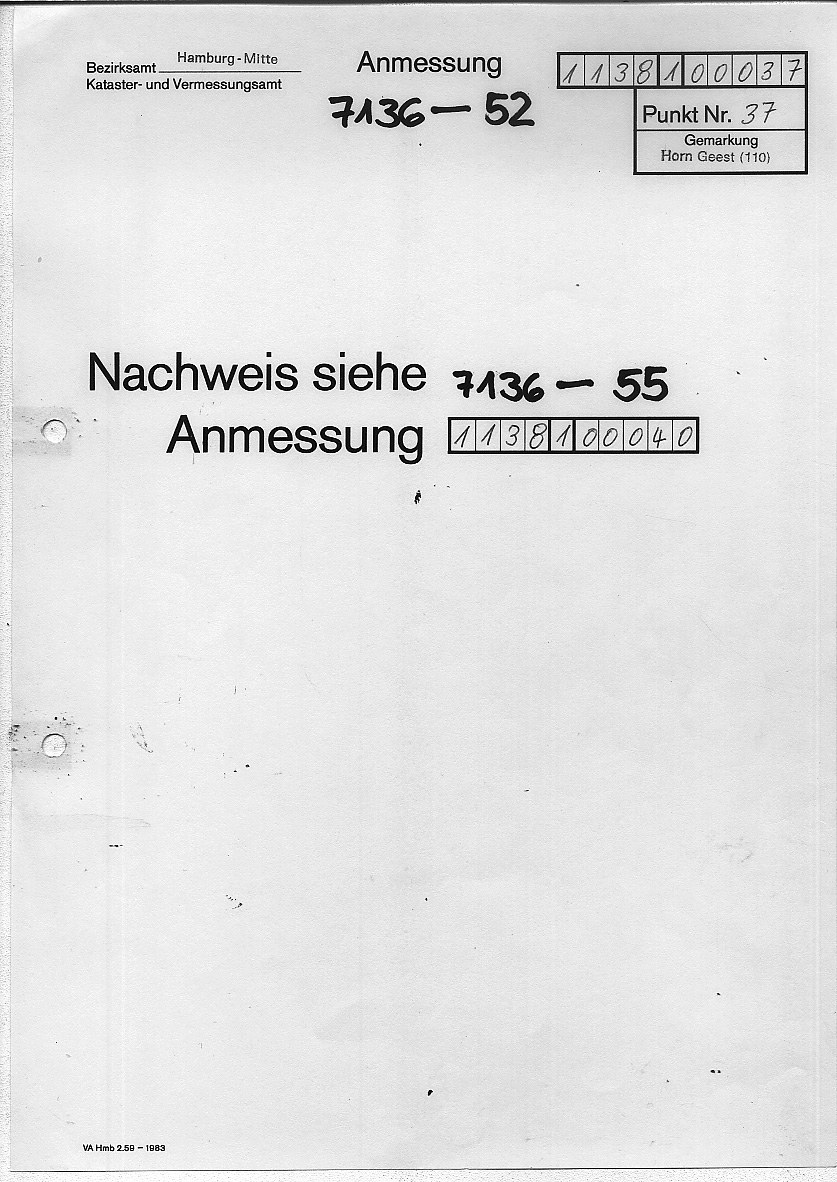 Bezirksamt Hamburg-Mitte
Kataster- und Vermessungsamt
Anmessung
7136 — 52
1 1 3 8 1 0 0 0 3 7
Punkt Nr. 37
Gemarkung
Horn Geest (110)
Nachweis siehe 7136 — 55
Anmessung 1 1 3 8 1 0 0 0 4 0
VA Hmb 2.59 – 1983